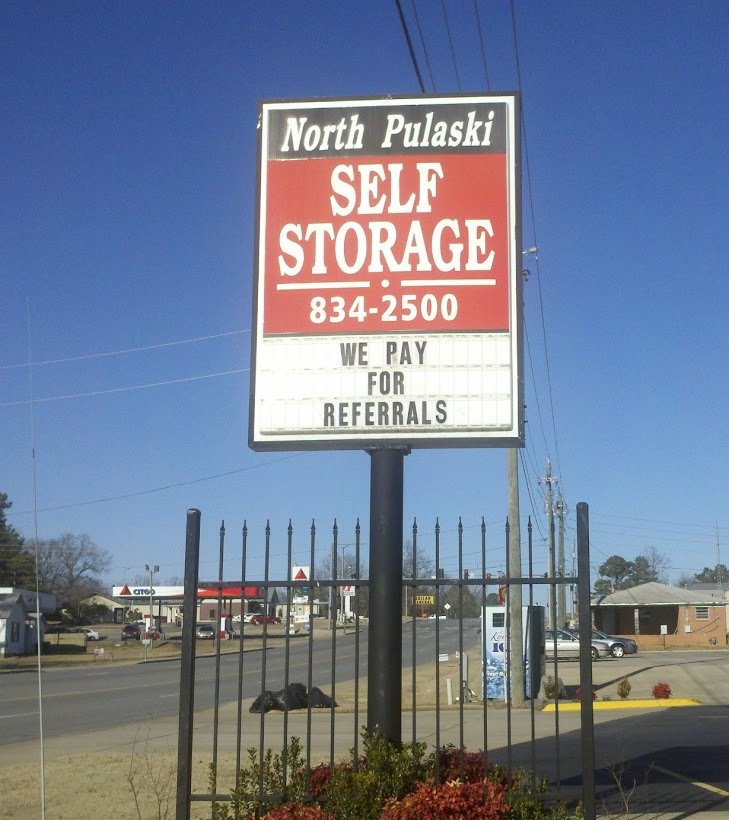 North Pulaski
SELF
STORAGE
834-2500
WE PAY
FOR
REFERRALS
CITGO